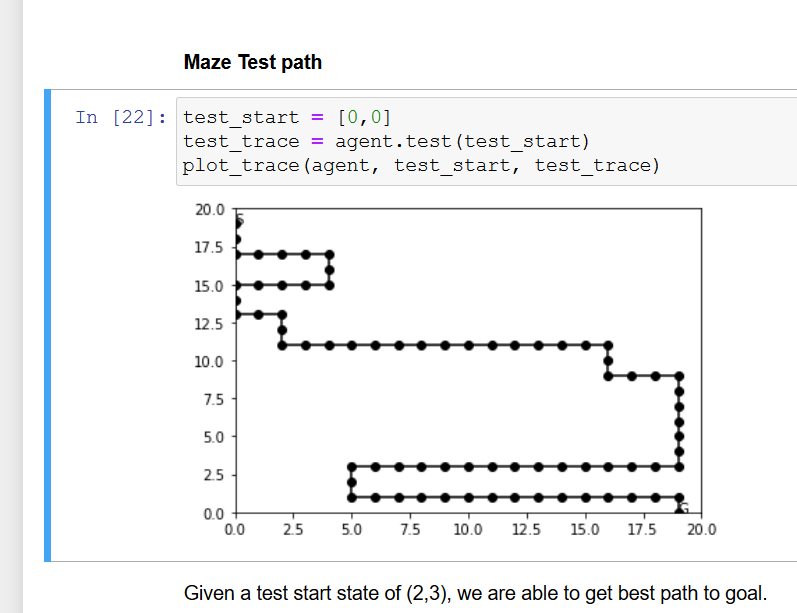 Maze Test path
In [22]: test_start = [0,0]
test_trace = agent.test(test_start)
plot_trace(agent, test_start, test_trace)
20.0
S
17.5
15.0
12.5
10.0
7.5
5.0
2.5
0.0
G
0.0 2.5 5.0 7.5 10.0 12.5 15.0 17.5 20.0
Given a test start state of (2,3), we are able to get best path to goal.